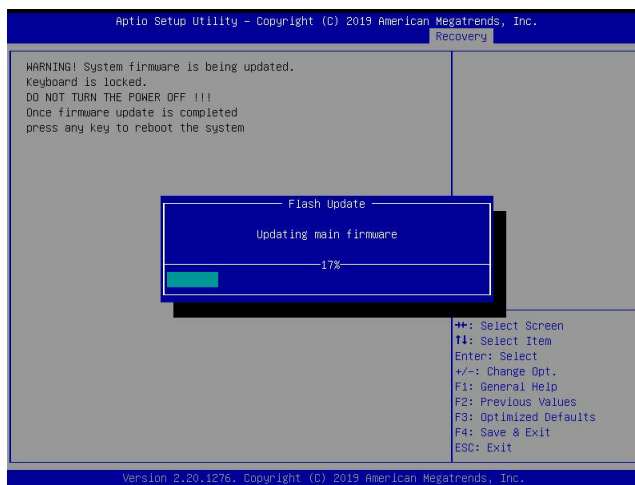 Aptio Setup Utility – Copyright (C) 2019 American Megatrends, Inc.
Recovery
WARNING! System firmware is being updated.
Keyboard is locked.
DO NOT TURN THE POWER OFF !!!
Once firmware update is completed
press any key to reboot the system
Flash Update
Updating main firmware
17%
→←: Select Screen
↑↓: Select Item
Enter: Select
+/-: Change Opt.
F1: General Help
F2: Previous Values
F3: Optimized Defaults
F4: Save & Exit
ESC: Exit
Version 2.20.1276. Copyright (C) 2019 American Megatrends, Inc.